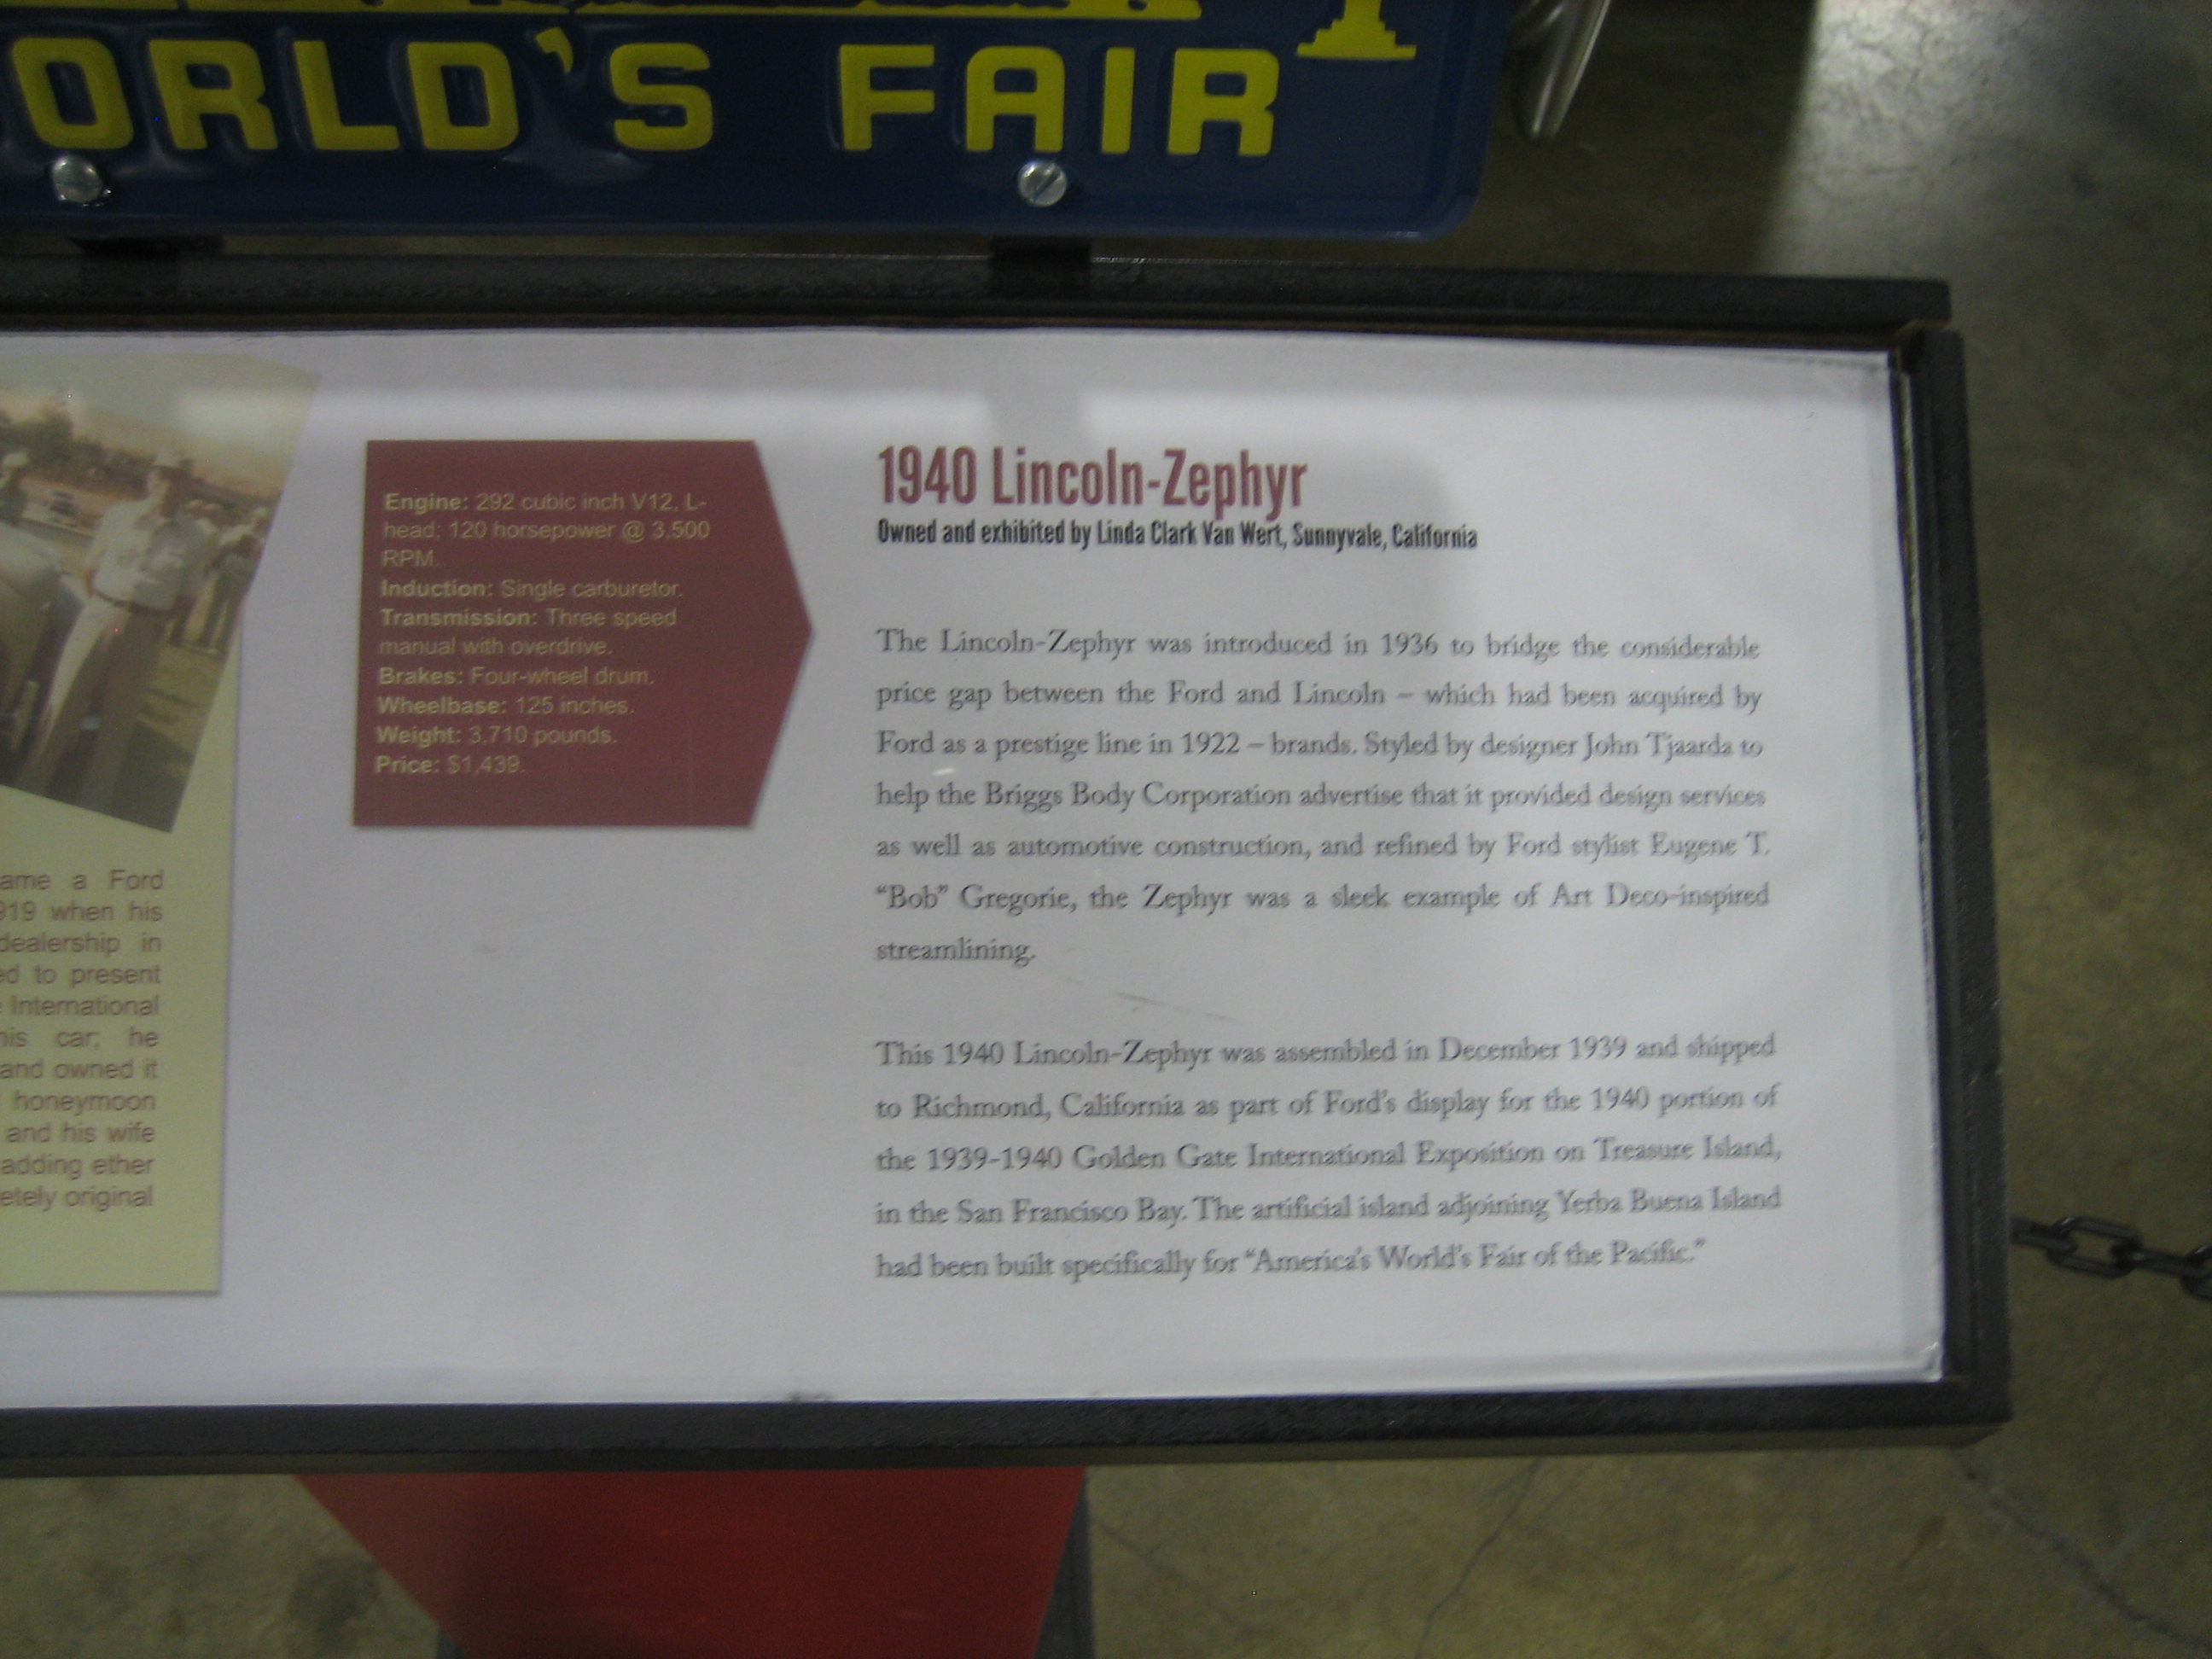 ORLD'S FAIR
ame a Ford
919 when his
dealership in
ed to present
International
his car; he
and owned it
honeymoon
and his wife
adding ether
etely original
Engine: 292 cubic inch V12, L-
head; 120 horsepower @ 3,500
RPM.
Induction: Single carburetor.
Transmission: Three speed
manual with overdrive.
Brakes: Four-wheel drum.
Wheelbase: 125 inches.
Weight: 3,710 pounds.
Price: $1,439.
1940 Lincoln-Zephyr
Owned and exhibited by Linda Clark Van Wert, Sunnyvale, California
The Lincoln-Zephyr was introduced in 1936 to bridge the considerable
price gap between the Ford and Lincoln – which had been acquired by
Ford as a prestige line in 1922 – brands. Styled by designer John Tjaarda to
help the Briggs Body Corporation advertise that it provided design services
as well as automotive construction, and refined by Ford stylist Eugene T.
“Bob” Gregorie, the Zephyr was a sleek example of Art Deco-inspired
streamlining.
This 1940 Lincoln-Zephyr was assembled in December 1939 and shipped
to Richmond, California as part of Ford's display for the 1940 portion of
the 1939-1940 Golden Gate International Exposition on Treasure Island,
in the San Francisco Bay. The artificial island adjoining Yerba Buena Island
had been built specifically for “America's World's Fair of the Pacific.”